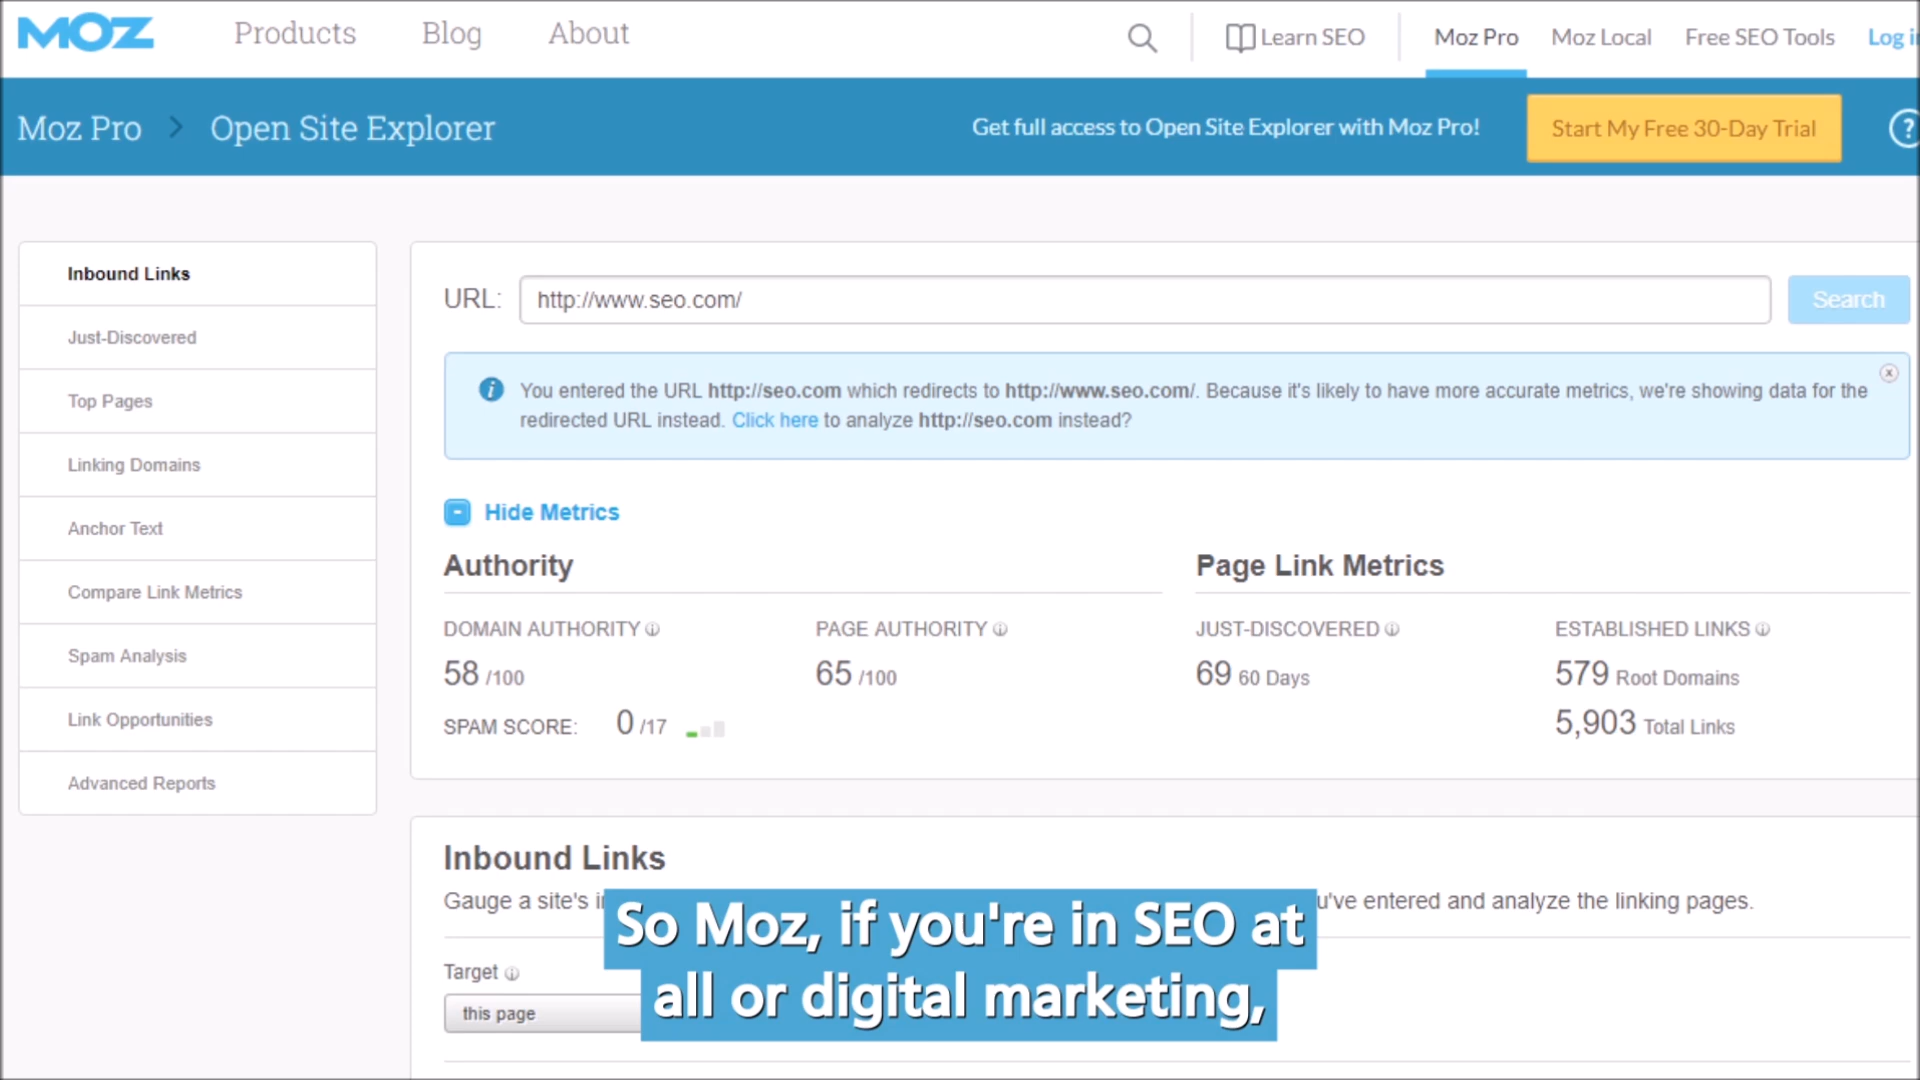 MOZ
Products
Blog
About
Learn SEO
Moz Pro
Moz Local
Free SEO Tools
Moz Pro
Open Site Explorer
Get full access to Open Site Explorer with Moz Pro!
Start My Free 30-Day Trial
Inbound Links
Just-Discovered
Top Pages
Linking Domains
Anchor Text
Compare Link Metrics
Spam Analysis
Link Opportunities
Advanced Reports
URL:
http://www.seo.com/
Search
You entered the URL http://seo.com which redirects to http://www.seo.com/. Because it's likely to have more accurate metrics, we're showing data for the
redirected URL instead. Click here to analyze http://seo.com instead?
Hide Metrics
Authority
DOMAIN AUTHORITY
58 /100
PAGE AUTHORITY
65 /100
SPAM SCORE: 0 /17
Page Link Metrics
JUST-DISCOVERED
69 60 Days
ESTABLISHED LINKS
579 Root Domains
5,903 Total Links
Inbound Links
Gauge a site's entered and analyze the linking pages.
Target
this page
So Moz, if you're in SEO at
all or digital marketing,